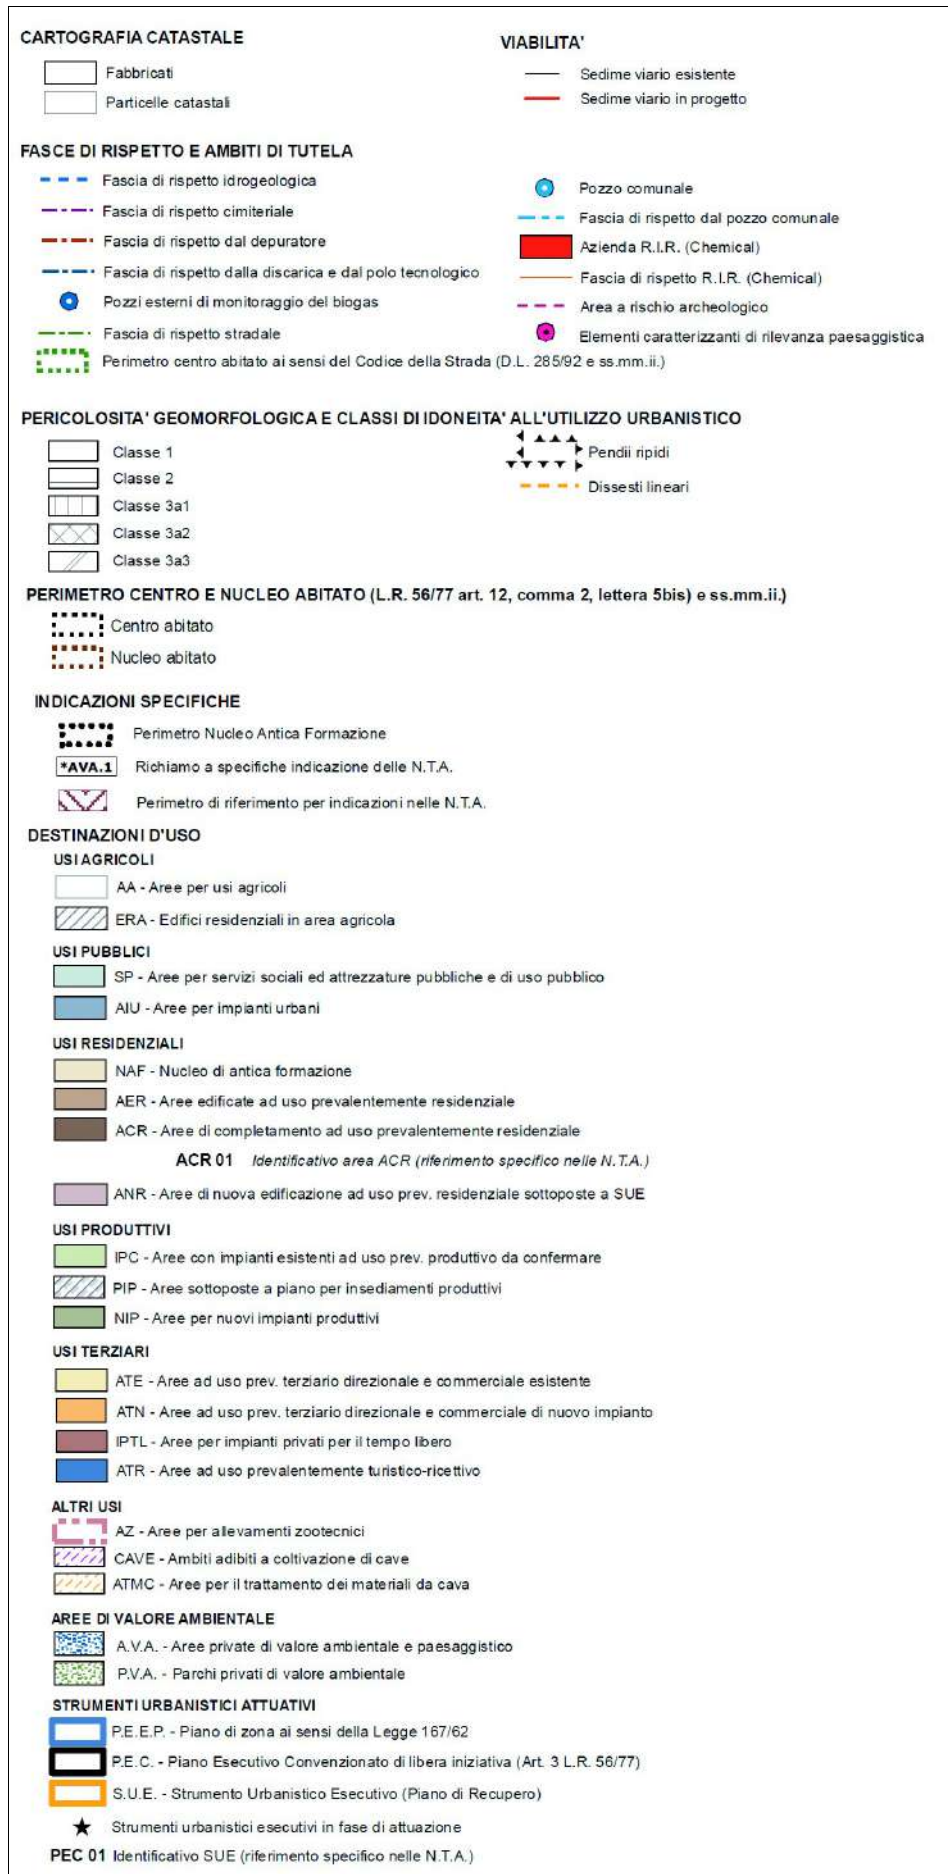 CARTOGRAFIA CATASTALE
Fabbricati
Particelle catastali
VIABILITA'
Sedime viario esistente
Sedime viario in progetto
FASCE DI RISPETTO E AMBITI DI TUTELA
Fascia di rispetto idrogeologica
Fascia di rispetto cimiteriale
Fascia di rispetto dal depuratore
Fascia di rispetto dalla discarica e dal polo tecnologico
Pozzi esterni di monitoraggio del biogas
Fascia di rispetto stradale
Perimetro centro abitato ai sensi del Codice della Strada (D.L. 285/92 e ss.mm.ii.)
Pozzo comunale
Fascia di rispetto dal pozzo comunale
Azienda R.I.R. (Chemical)
Fascia di rispetto R.I.R. (Chemical)
Area a rischio archeologico
Elementi caratterizzanti di rilevanza paesaggistica
PERICOLOSITA' GEOMORFOLOGICA E CLASSI DI IDONEITA' ALL'UTILIZZO URBANISTICO
Classe 1
Classe 2
Classe 3a1
Classe 3a2
Classe 3a3
Pendii ripidi
Dissesti lineari
PERIMETRO CENTRO E NUCLEO ABITATO (L.R. 56/77 art. 12, comma 2, lettera 5bis) e ss.mm.ii.)
Centro abitato
Nucleo abitato
INDICAZIONI SPECIFICHE
Perimetro Nucleo Antica Formazione
*AVA.1 Richiamo a specifiche indicazione delle N.T.A.
Perimetro di riferimento per indicazioni nelle N.T.A.
DESTINAZIONI D'USO
USI AGRICOLI
AA - Aree per usi agricoli
ERA - Edifici residenziali in area agricola
USI PUBBLICI
SP - Aree per servizi sociali ed attrezzature pubbliche e di uso pubblico
AIU - Aree per impianti urbani
USI RESIDENZIALI
NAF - Nucleo di antica formazione
AER - Aree edificate ad uso prevalentemente residenziale
ACR - Aree di completamento ad uso prevalentemente residenziale
ACR 01 Identificativo area ACR (riferimento specifico nelle N.T.A.)
ANR - Aree di nuova edificazione ad uso prev. residenziale sottoposte a SUE
USI PRODUTTIVI
IPC - Aree con impianti esistenti ad uso prev. produttivo da confermare
PIP - Aree sottoposte a piano per insediamenti produttivi
NIP - Aree per nuovi impianti produttivi
USI TERZIARI
ATE - Aree ad uso prev. terziario direzionale e commerciale esistente
ATN - Aree ad uso prev. terziario direzionale e commerciale di nuovo impianto
IPTL - Aree per impianti privati per il tempo libero
ATR - Aree ad uso prevalentemente turistico-ricettivo
ALTRI USI
AZ - Aree per allevamenti zootecnici
CAVE - Ambiti adibiti a coltivazione di cave
ATMC - Aree per il trattamento dei materiali da cava
AREE DI VALORE AMBIENTALE
A.V.A. - Aree private di valore ambientale e paesaggistico
P.V.A. - Parchi privati di valore ambientale
STRUMENTI URBANISTICI ATTUATIVI
P.E.E.P. - Piano di zona ai sensi della Legge 167/62
P.E.C. - Piano Esecutivo Convenzionato di libera iniziativa (Art. 3 L.R. 56/77)
S.U.E. - Strumento Urbanistico Esecutivo (Piano di Recupero)
Strumenti urbanistici esecutivi in fase di attuazione
PEC 01 Identificativo SUE (riferimento specifico nelle N.T.A.)